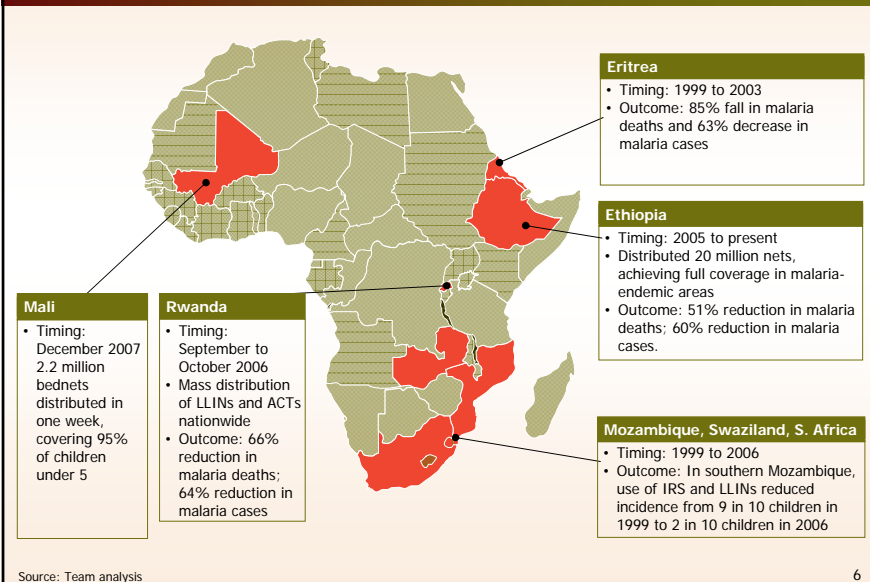 Eritrea
• Timing: 1999 to 2003
• Outcome: 85% fall in malaria
deaths and 63% decrease in
malaria cases
Ethiopia
• Timing: 2005 to present
• Distributed 20 million nets,
achieving full coverage in malaria-
endemic areas
• Outcome: 51% reduction in malaria
deaths; 60% reduction in malaria
cases.
Mali
• Timing:
December 2007
2.2 million
bednets
distributed in
one week,
covering 95%
of children
under 5
Rwanda
• Timing:
September to
October 2006
• Mass distribution
of LLINs and ACTs
nationwide
• Outcome: 66%
reduction in
malaria deaths;
64% reduction in
malaria cases
Mozambique, Swaziland, S. Africa
• Timing: 1999 to 2006
• Outcome: In southern Mozambique,
use of IRS and LLINs reduced
incidence from 9 in 10 children in
1999 to 2 in 10 children in 2006
Source: Team analysis
6